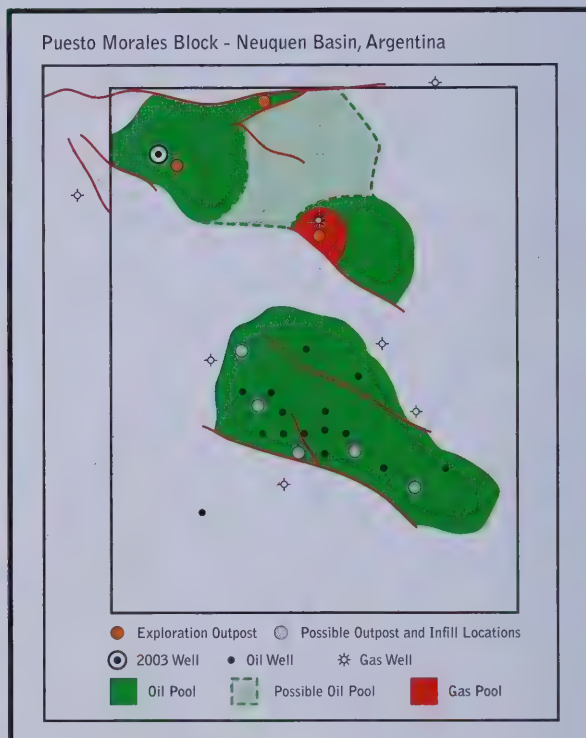 Puesto Morales Block - Neuquen Basin, Argentina
Exploration Outpost Possible Outpost and Infill Locations
2003 Well Oil Well Gas Well
Oil Pool Possible Oil Pool Gas Pool